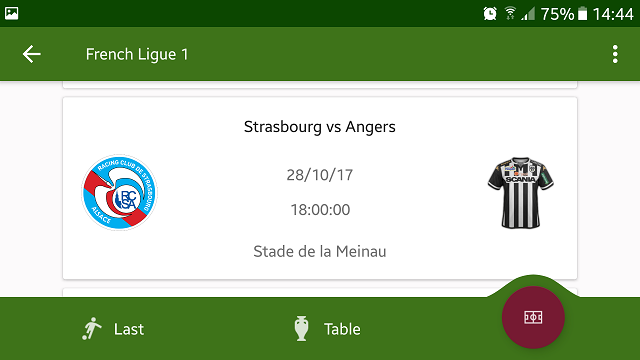 75% 14:44
French Ligue 1
Strasbourg vs Angers
RACING CLUB DE STRASBOURG
ALSACE
RCSA
28/10/17
SCANIA
18:00:00
Stade de la Meinau
Last
Table